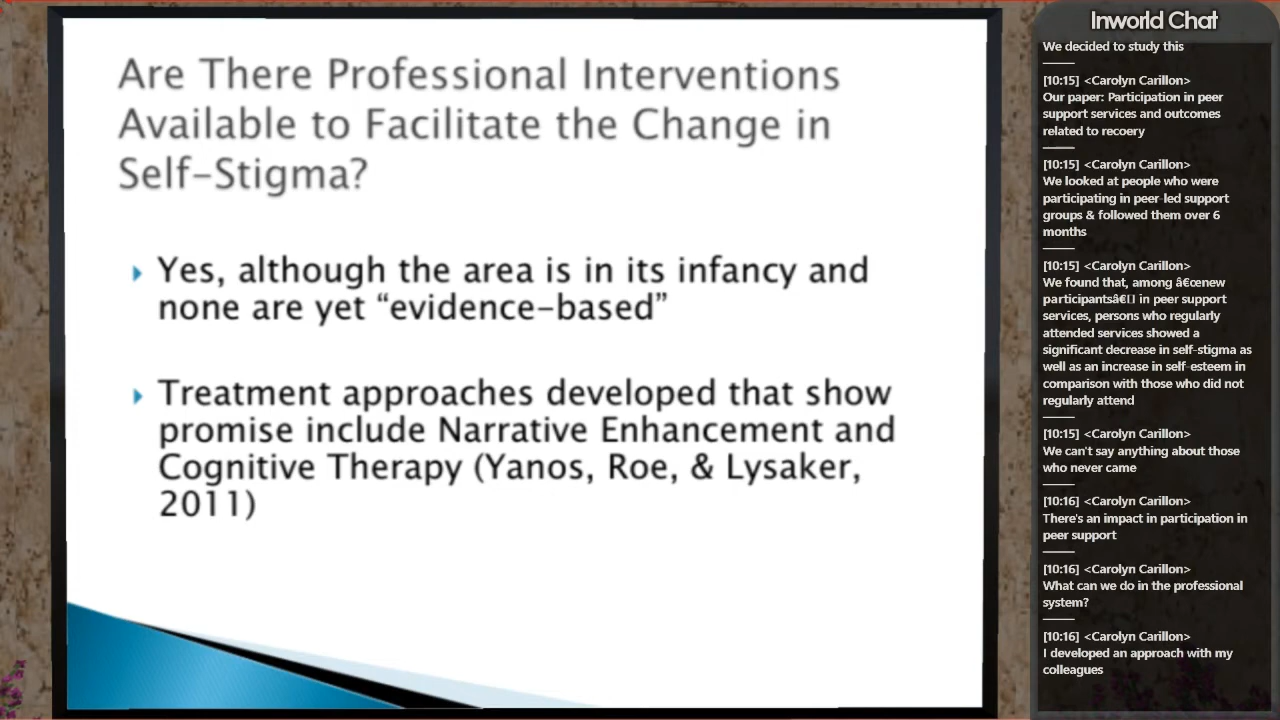 Are There Professional Interventions
Available to Facilitate the Change in
Self-Stigma?
Yes, although the area is in its infancy and
none are yet “evidence-based”
Treatment approaches developed that show
promise include Narrative Enhancement and
Cognitive Therapy (Yanos, Roe, & Lysaker,
2011)
Inworld Chat
We decided to study this
[10:15] <Carolyn Carillon>
Our paper: Participation in peer
support services and outcomes
related to recoery
[10:15] <Carolyn Carillon>
We looked at people who were
participating in peer-led support
groups & followed them over 6
months
[10:15] <Carolyn Carillon>
We found that, among “new
participantsâ€ in peer support
services, persons who regularly
attended services showed a
significant decrease in self-stigma as
well as an increase in self-esteem in
comparison with those who did not
regularly attend
[10:15] <Carolyn Carillon>
We can't say anything about those
who never came
[10:16] <Carolyn Carillon>
There's an impact in participation in
peer support
[10:16] <Carolyn Carillon>
What can we do in the professional
system?
[10:16] <Carolyn Carillon>
I developed an approach with my
colleagues